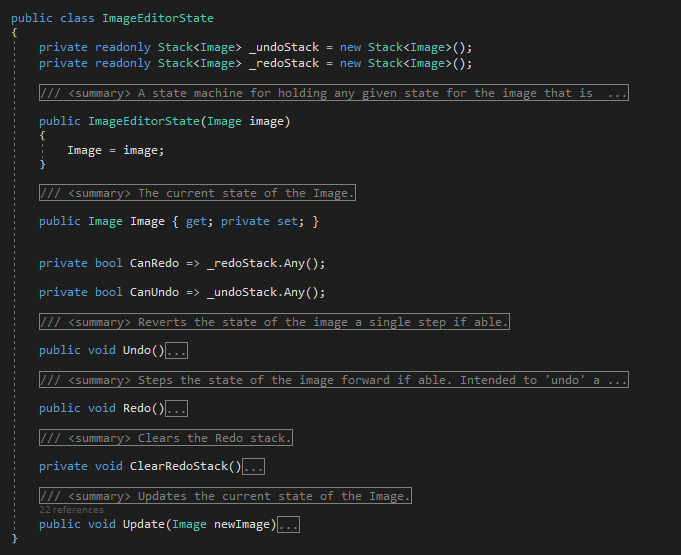 public class ImageEditorState
{
private readonly Stack<Image> _undoStack = new Stack<Image>();
private readonly Stack<Image> _redoStack = new Stack<Image>();
/// <summary> A state machine for holding any given state for the image that is ...
public ImageEditorState(Image image)
{
Image = image;
}
/// <summary> The current state of the Image.
public Image Image { get; private set; }
private bool CanRedo => _redoStack.Any();
private bool CanUndo => _undoStack.Any();
/// <summary> Reverts the state of the image a single step if able.
public void Undo()...
/// <summary> Steps the state of the image forward if able. Intended to 'undo' a ...
public void Redo()...
/// <summary> Clears the Redo stack.
private void ClearRedoStack()...
/// <summary> Updates the current state of the Image.
22 references
public void Update(Image newImage)...
}